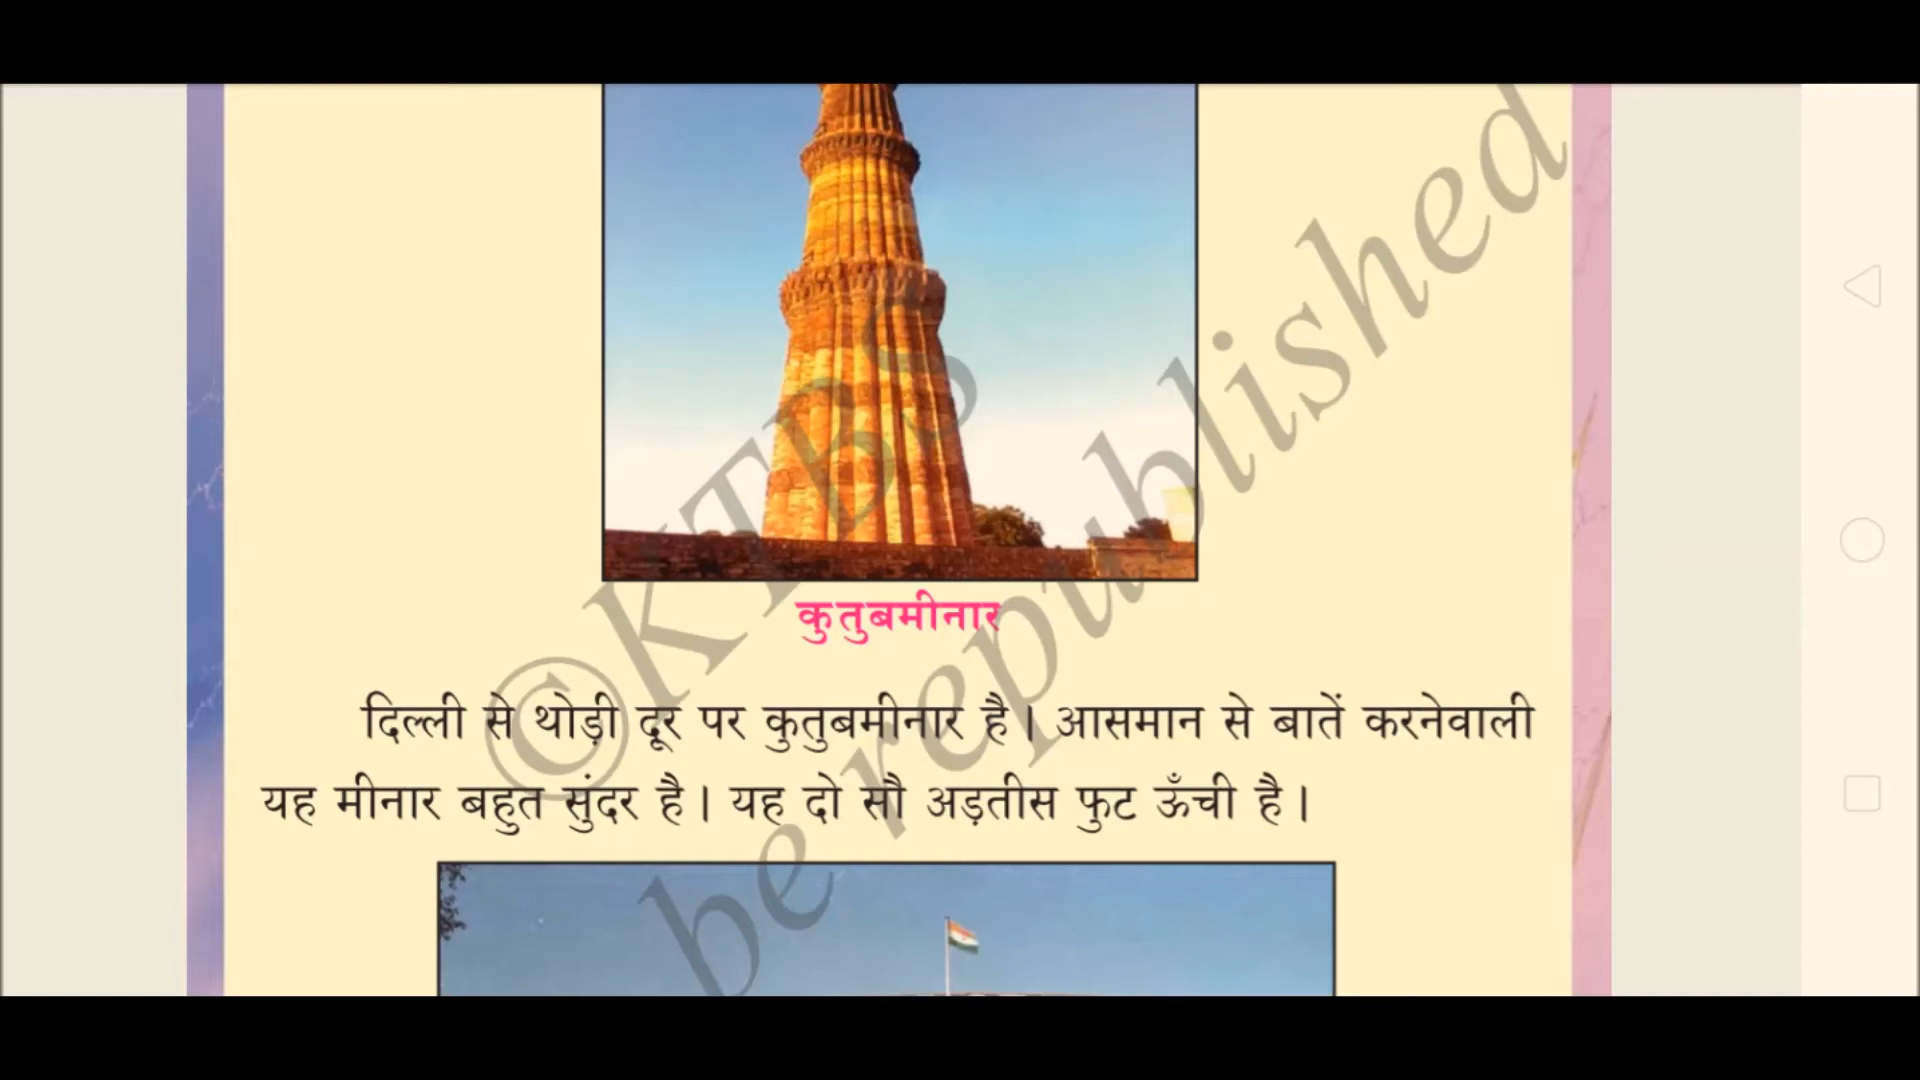 कुतुबमीनार
दिल्ली से थोड़ी दूर पर कुतुबमीनार है। आसमान से बातें करनेवाली
यह मीनार बहुत सुंदर है। यह दो सौ अड़तीस फुट ऊँची है।
©KTBS
be republished